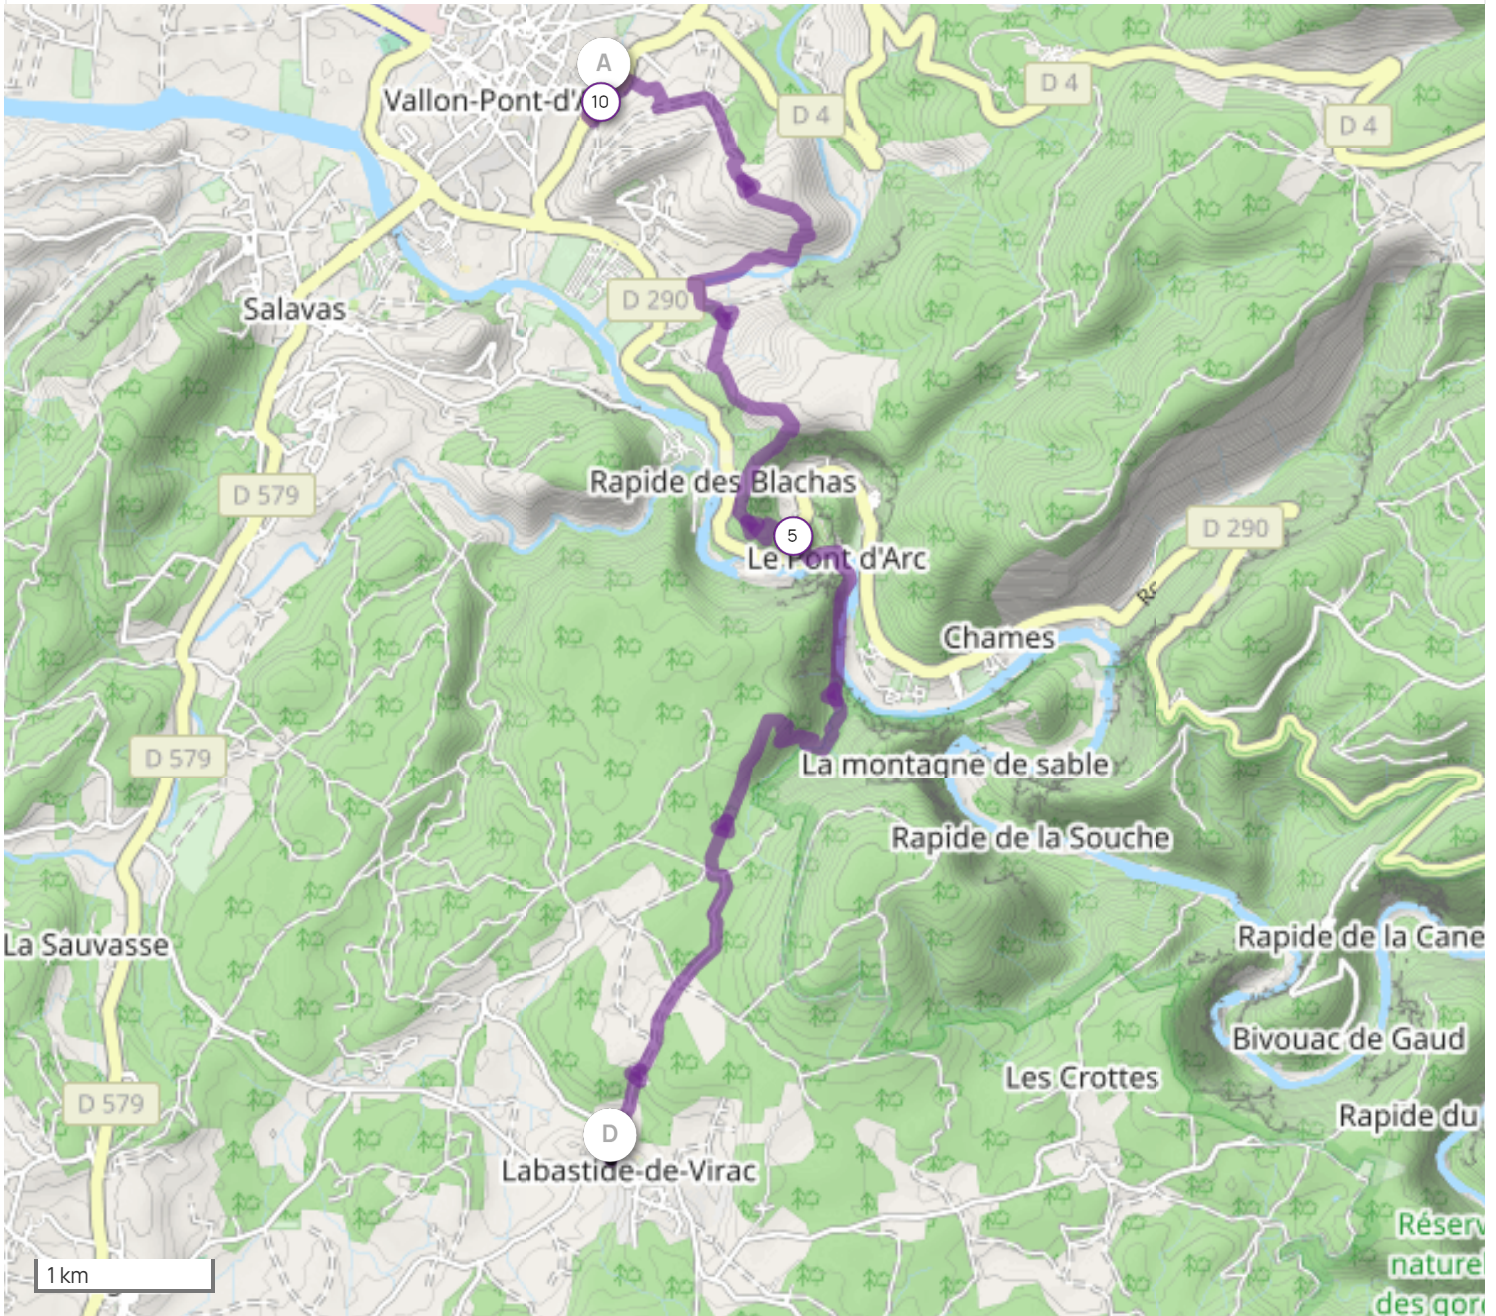 A
Vallon-Pont-d'A
10
D 4
D 4
D 4
Salavas
D 290
Rapide des Blachas
D 579
5
Le Pont d'Arc
D 290
Chames
D 579
La montagne de sable
Rapide de la Souche
La Sauvasse
Rapide de la Cane
Bivouac de Gaud
Les Crottes
D 579
Rapide du
D
Labastide-de-Virac
Réserv
naturel
des gorg
1 km